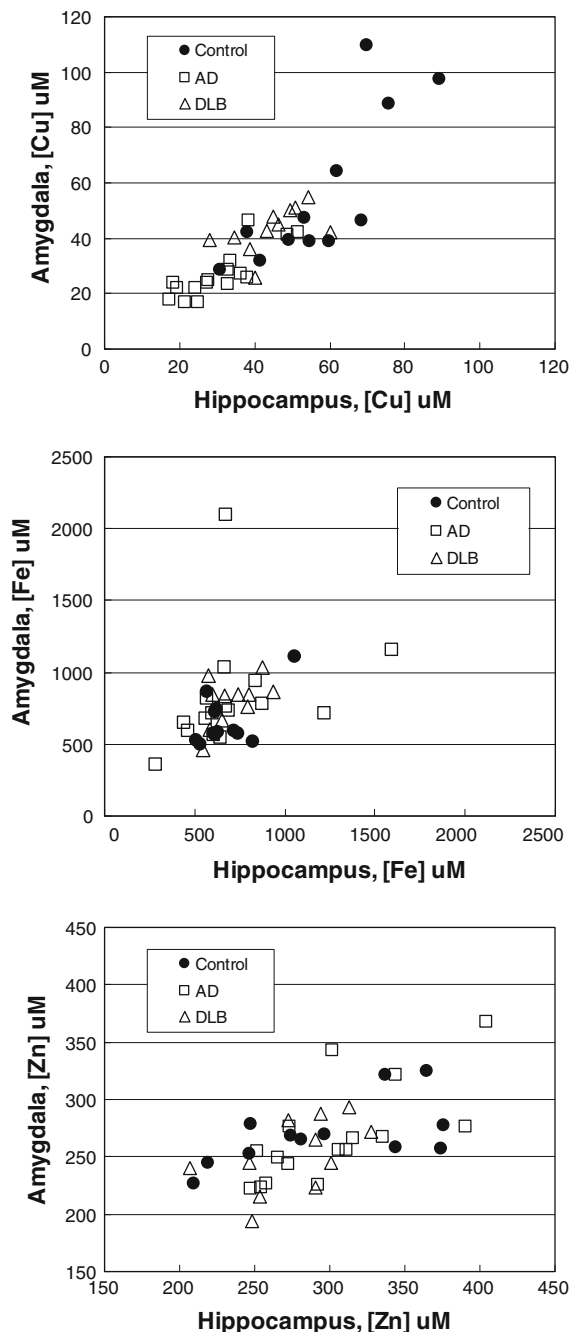 120
100
80
60
40
20
0
Amygdala, [Cu] uM
Control
AD
DLB
0 20 40 60 80 100 120
Hippocampus, [Cu] uM
2500
2000
1500
1000
500
0
Amygdala, [Fe] uM
Control
AD
DLB
0 500 1000 1500 2000 2500
Hippocampus, [Fe] uM
450
400
350
300
250
200
150
Amygdala, [Zn] uM
Control
AD
DLB
150 200 250 300 350 400 450
Hippocampus, [Zn] uM